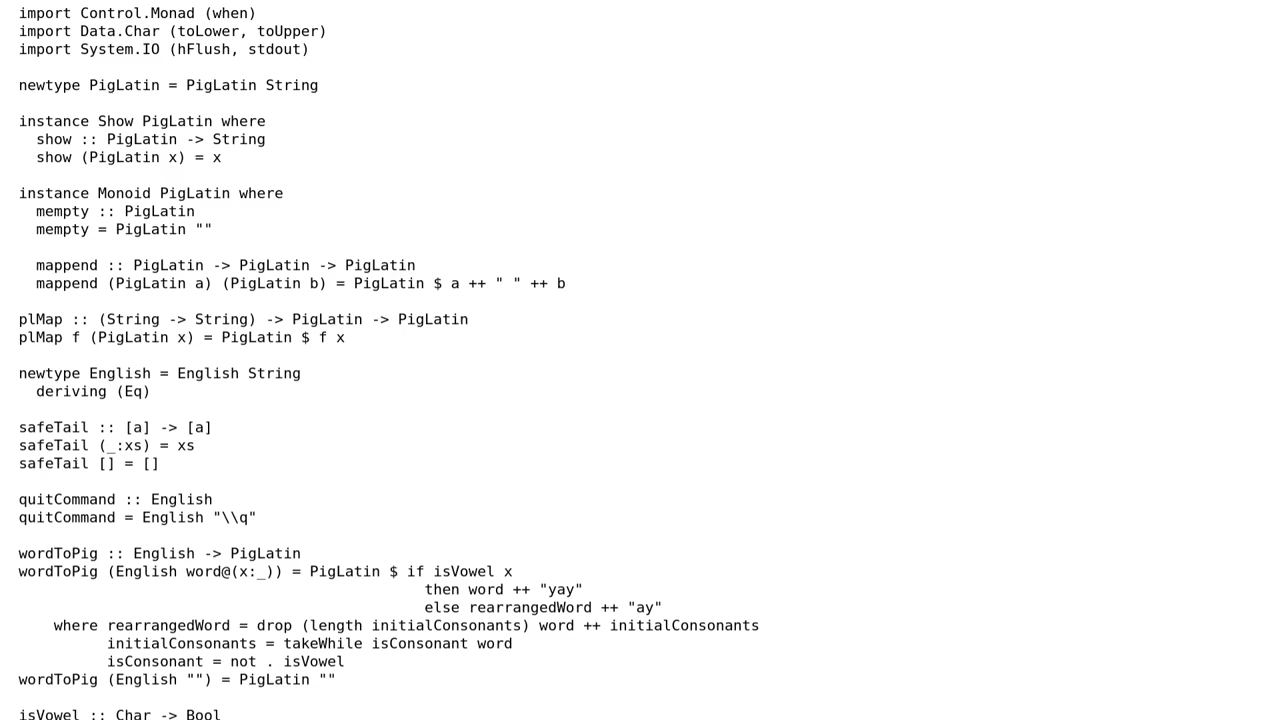 import Control.Monad (when)
import Data.Char (toLower, toUpper)
import System.IO (hFlush, stdout)

newtype PigLatin = PigLatin String

instance Show PigLatin where
  show :: PigLatin -> String
  show (PigLatin x) = x

instance Monoid PigLatin where
  mempty :: PigLatin
  mempty = PigLatin ""

  mappend :: PigLatin -> PigLatin -> PigLatin
  mappend (PigLatin a) (PigLatin b) = PigLatin $ a ++ " " ++ b

plMap :: (String -> String) -> PigLatin -> PigLatin
plMap f (PigLatin x) = PigLatin $ f x

newtype English = English String
  deriving (Eq)

safeTail :: [a] -> [a]
safeTail (_:xs) = xs
safeTail [] = []

quitCommand :: English
quitCommand = English "\\q"

wordToPig :: English -> PigLatin
wordToPig (English word@(x:_)) = PigLatin $ if isVowel x
                                              then word ++ "yay"
                                              else rearrangedWord ++ "ay"
    where rearrangedWord = drop (length initialConsonants) word ++ initialConsonants
          initialConsonants = takeWhile isConsonant word
          isConsonant = not . isVowel
wordToPig (English "") = PigLatin ""

isVowel :: Char -> Bool